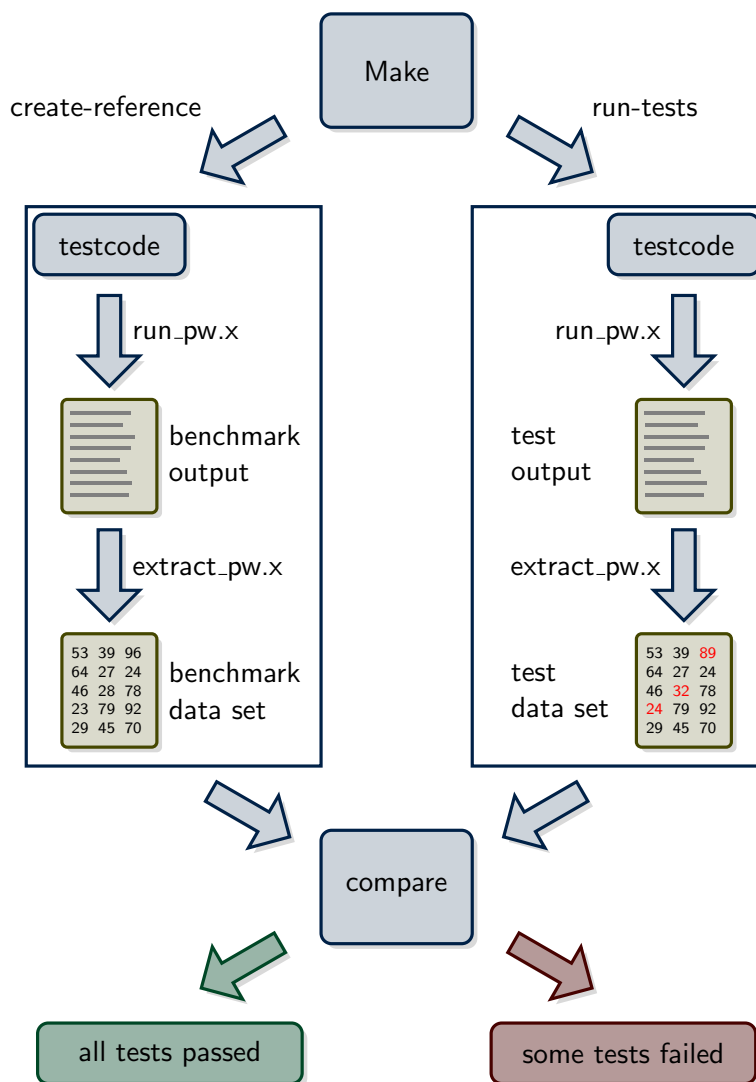 Make
create-reference
run-tests
testcode
run_pw.x
benchmark
output
extract_pw.x
53 39 96
64 27 24
46 28 78
23 79 92
29 45 70
benchmark
data set
testcode
run_pw.x
test
output
extract_pw.x
test
data set
53 39 89
64 27 24
46 32 78
24 79 92
29 45 70
compare
all tests passed
some tests failed